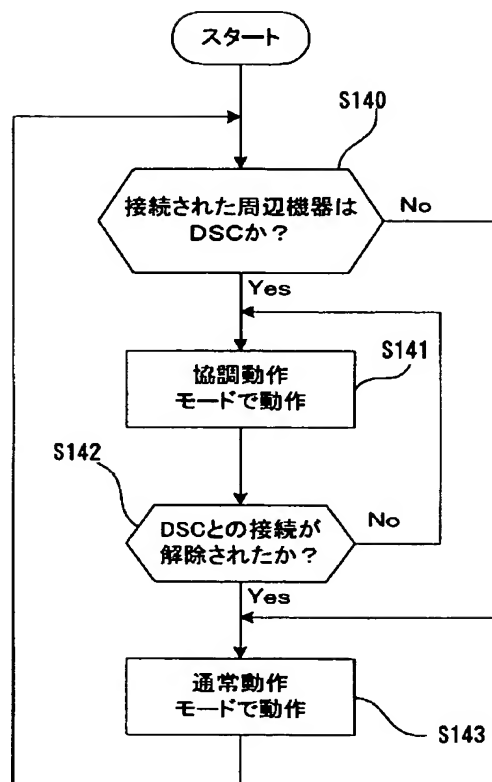 スタート
S140
接続された周辺機器は
DSCか？
No
Yes
S141
協調動作
モードで動作
S142
DSCとの接続が
解除されたか？
No
Yes
通常動作
モードで動作
S143